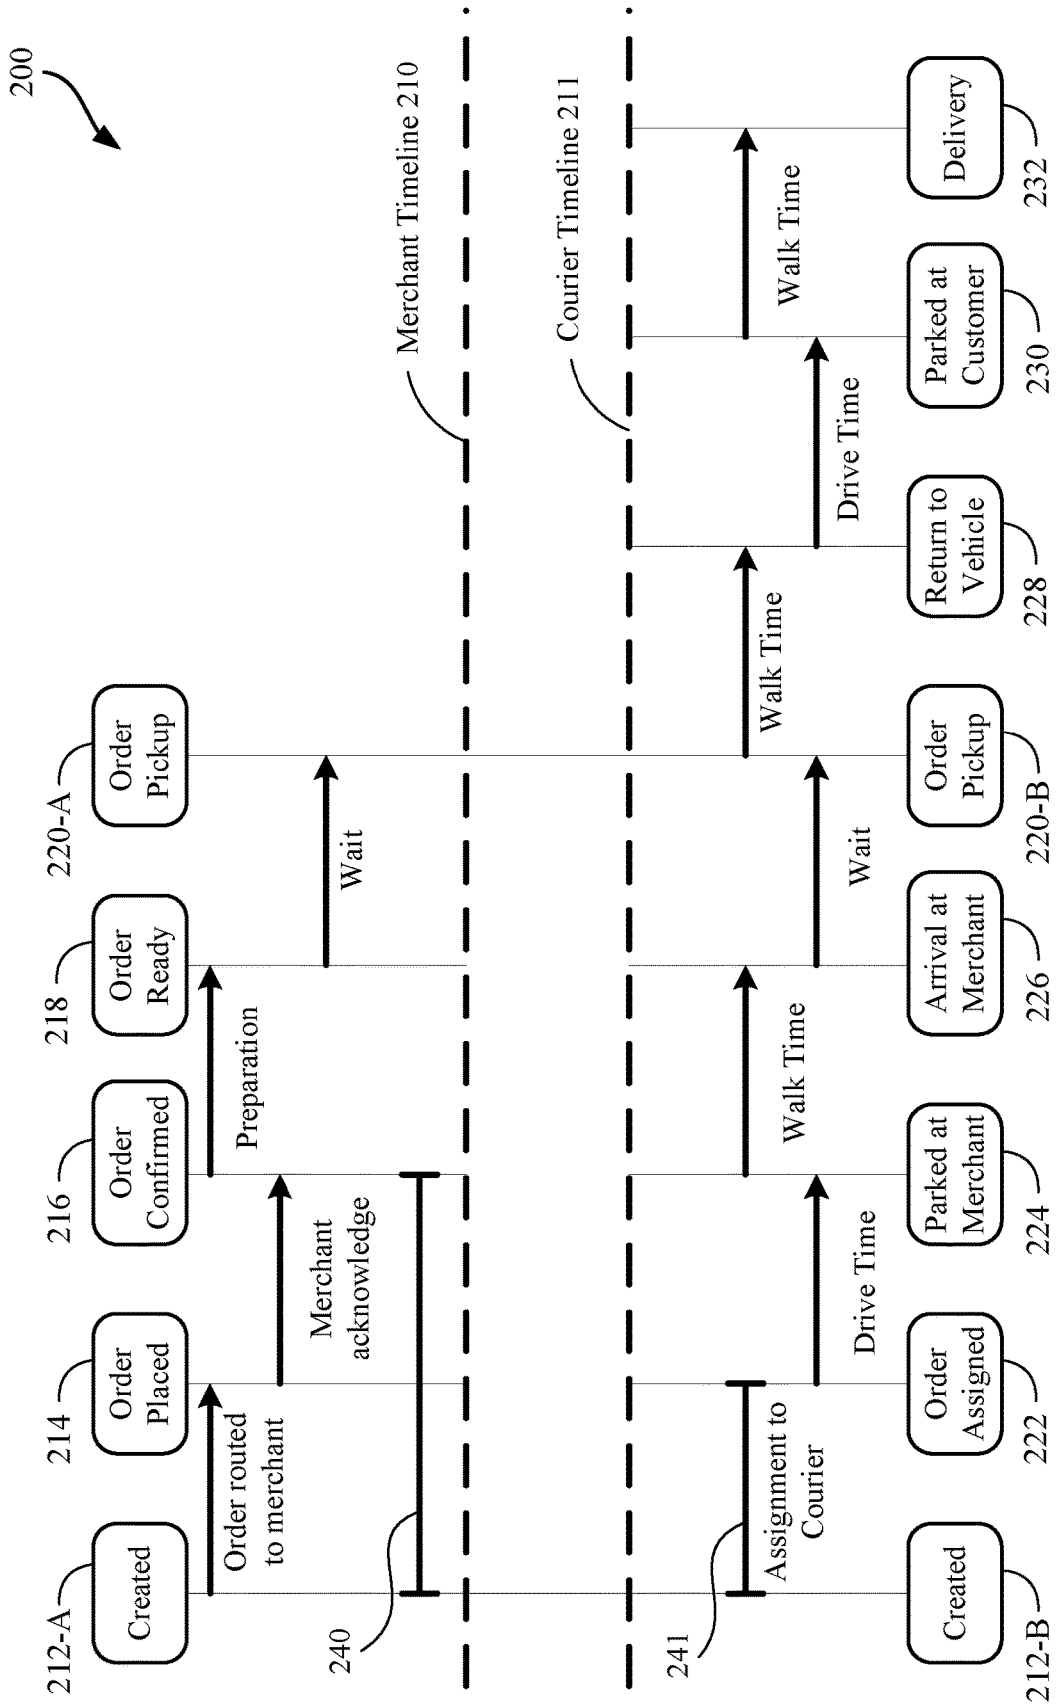 200
212-A
214
216
218
220-A
Created
Order
Placed
Order
Confirmed
Order
Ready
Order
Pickup
Order routed
to merchant
Merchant
acknowledge
Preparation
Wait
240
Merchant Timeline 210
Courier Timeline 211
241
Assignment to
Courier
Drive Time
Walk Time
Wait
Walk Time
Drive Time
Walk Time
Created
Order
Assigned
Parked at
Merchant
Arrival at
Merchant
Order
Pickup
Return to
Vehicle
Parked at
Customer
Delivery
212-B
222
224
226
220-B
228
230
232